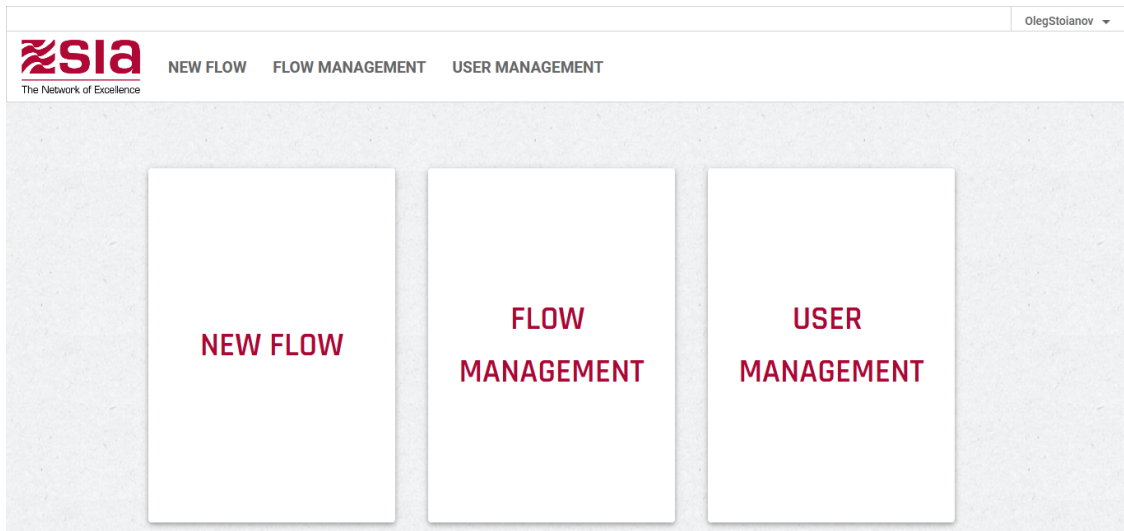 OlegStoianov
sia
The Network of Excellence
NEW FLOW FLOW MANAGEMENT USER MANAGEMENT
NEW FLOW
FLOW
MANAGEMENT
USER
MANAGEMENT